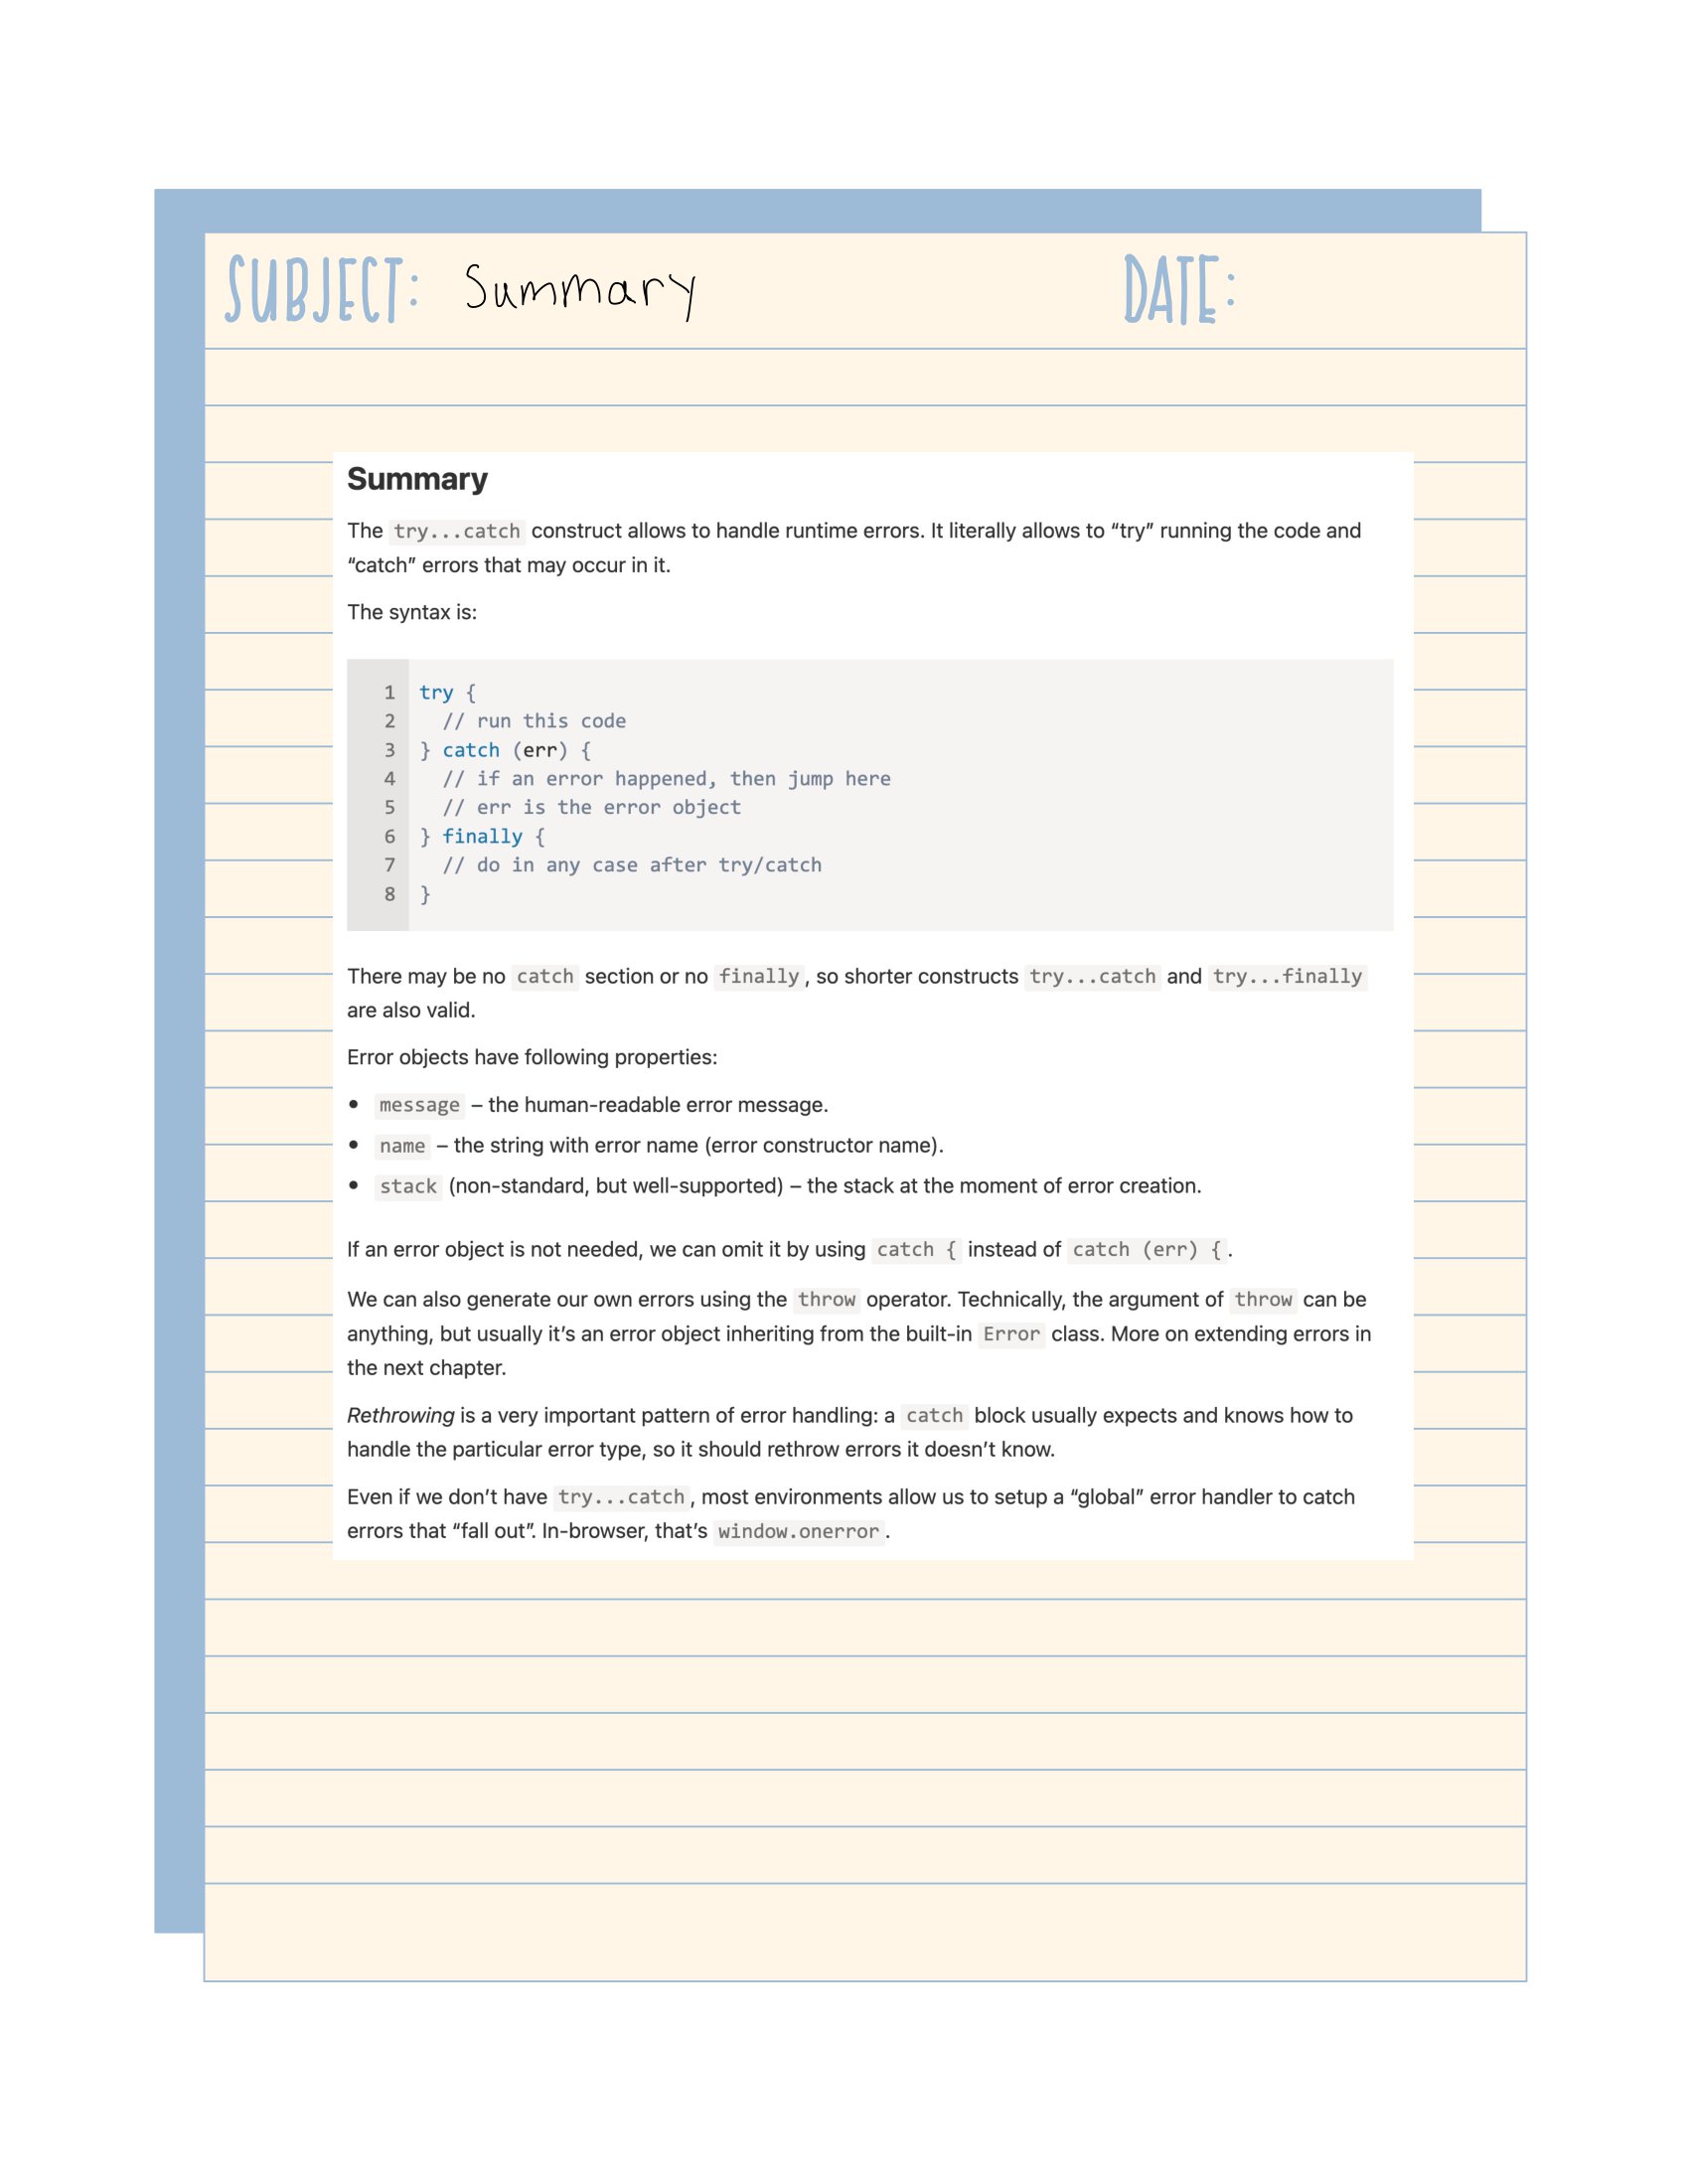 SUBJECT: Summary DATE:
Summary
The try...catch construct allows to handle runtime errors. It literally allows to “try” running the code and
“catch” errors that may occur in it.
The syntax is:
1 try {
2   // run this code
3 } catch (err) {
4   // if an error happened, then jump here
5   // err is the error object
6 } finally {
7   // do in any case after try/catch
8 }
There may be no catch section or no finally, so shorter constructs try...catch and try...finally
are also valid.
Error objects have following properties:
• message – the human-readable error message.
• name – the string with error name (error constructor name).
• stack (non-standard, but well-supported) – the stack at the moment of error creation.
If an error object is not needed, we can omit it by using catch { instead of catch (err) {.
We can also generate our own errors using the throw operator. Technically, the argument of throw can be
anything, but usually it’s an error object inheriting from the built-in Error class. More on extending errors in
the next chapter.
Rethrowing is a very important pattern of error handling: a catch block usually expects and knows how to
handle the particular error type, so it should rethrow errors it doesn’t know.
Even if we don’t have try...catch, most environments allow us to setup a “global” error handler to catch
errors that “fall out”. In-browser, that’s window.onerror.